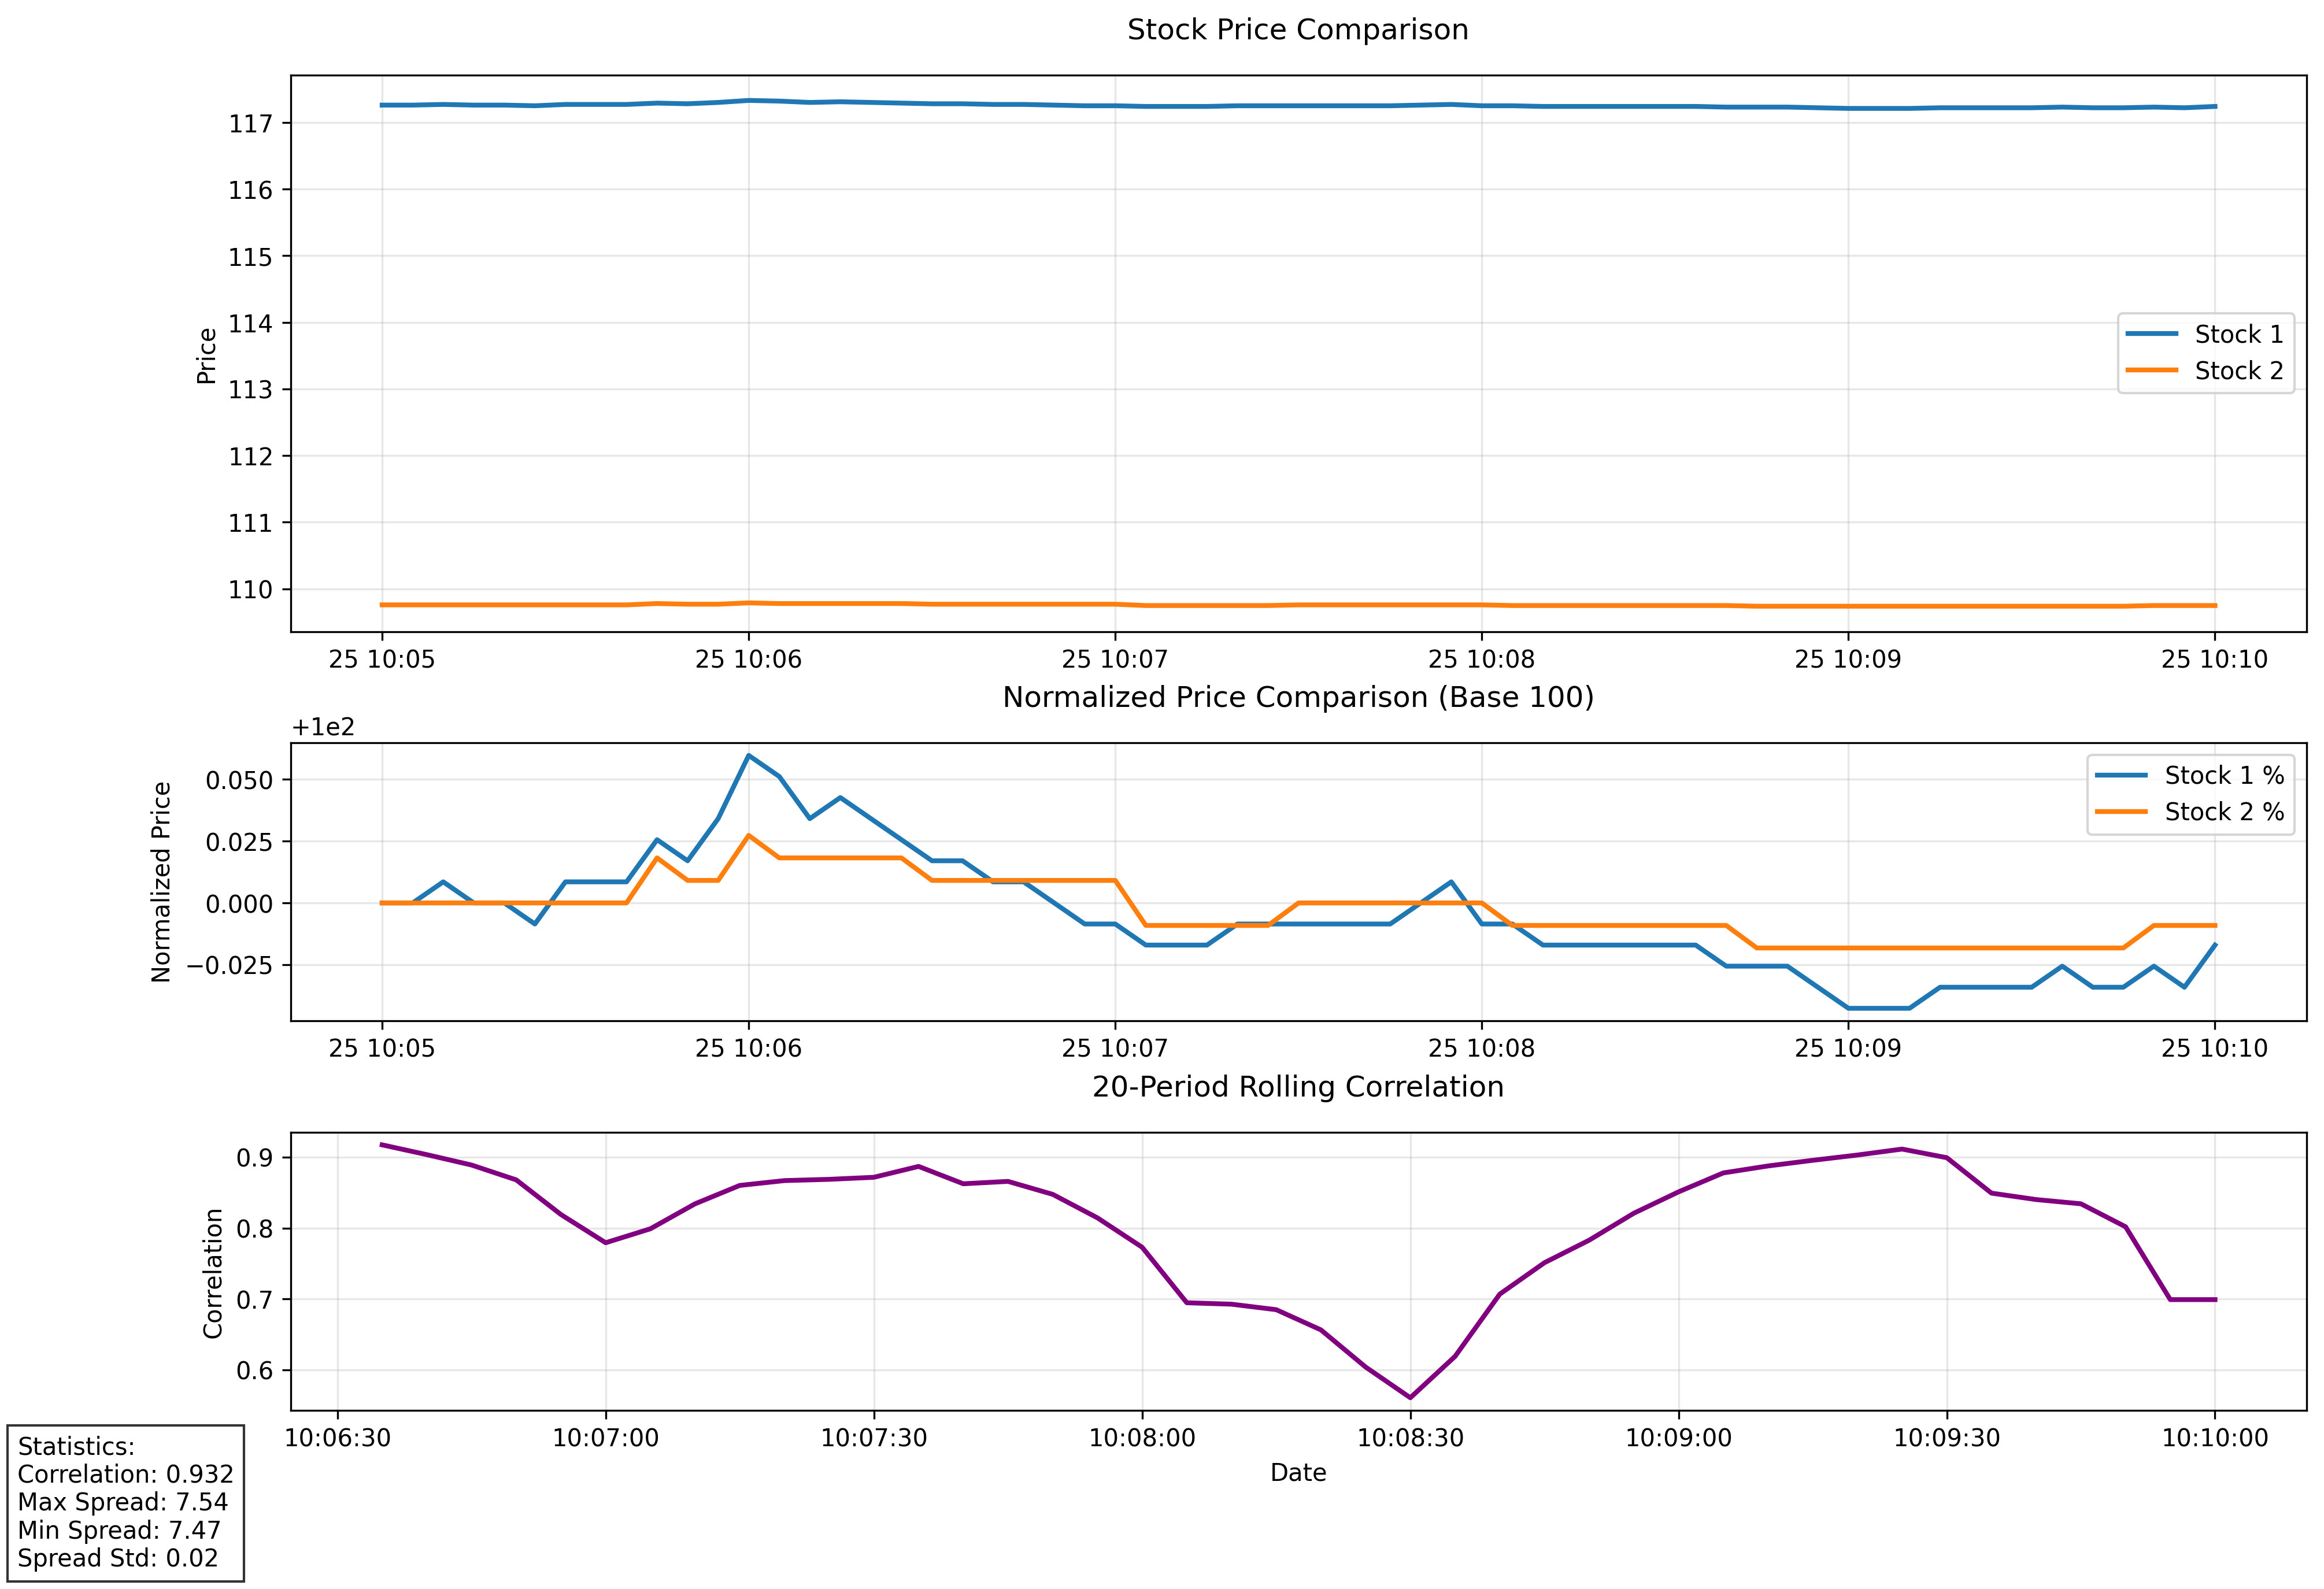 Stock Price Comparison
Price
117
116
115
114
113
112
111
110
Stock 1
Stock 2
25 10:05
25 10:06
25 10:07
25 10:08
25 10:09
25 10:10
Normalized Price Comparison (Base 100)
+1e2
Normalized Price
0.050
0.025
0.000
−0.025
Stock 1 %
Stock 2 %
25 10:05
25 10:06
25 10:07
25 10:08
25 10:09
25 10:10
20-Period Rolling Correlation
Correlation
0.9
0.8
0.7
0.6
10:06:30
10:07:00
10:07:30
10:08:00
10:08:30
10:09:00
10:09:30
10:10:00
Date
Statistics:
Correlation: 0.932
Max Spread: 7.54
Min Spread: 7.47
Spread Std: 0.02